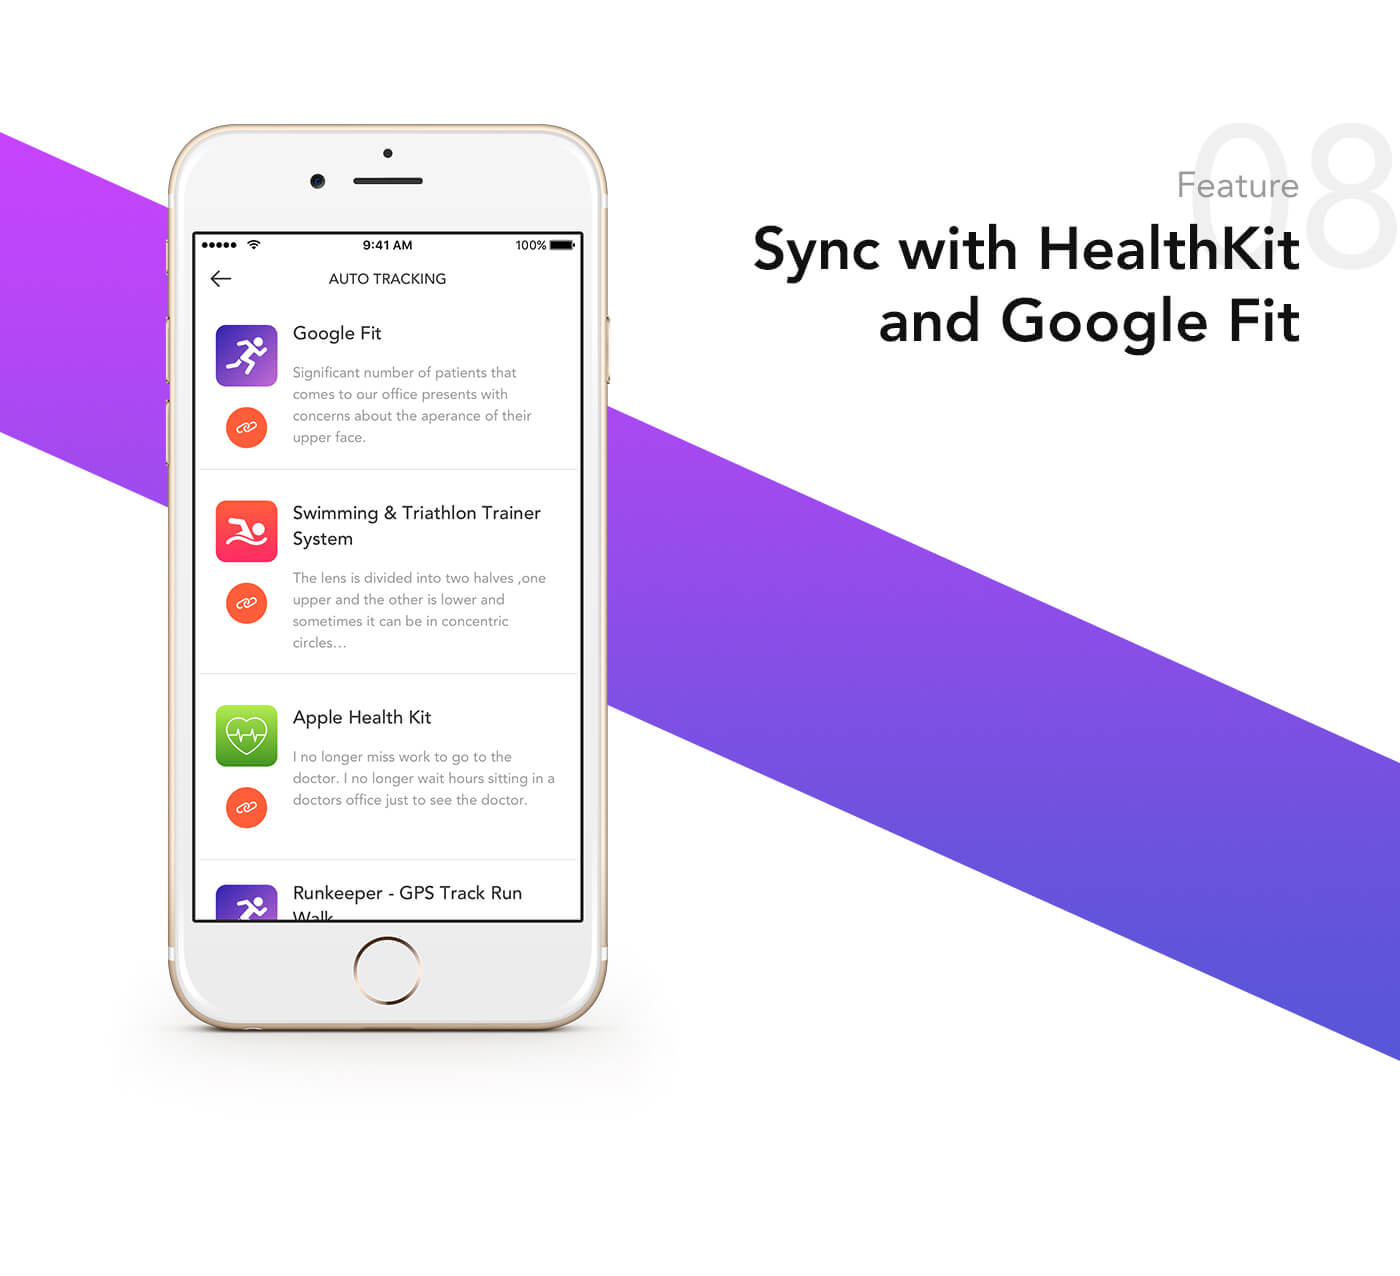 08
Feature
Sync with HealthKit
and Google Fit
9:41 AM
100%
AUTO TRACKING
Google Fit
Significant number of patients that
comes to our office presents with
concerns about the aperance of their
upper face.
Swimming & Triathlon Trainer
System
The lens is divided into two halves ,one
upper and the other is lower and
sometimes it can be in concentric
circles...
Apple Health Kit
I no longer miss work to go to the
doctor. I no longer wait hours sitting in a
doctors office just to see the doctor.
Runkeeper - GPS Track Run
Walk